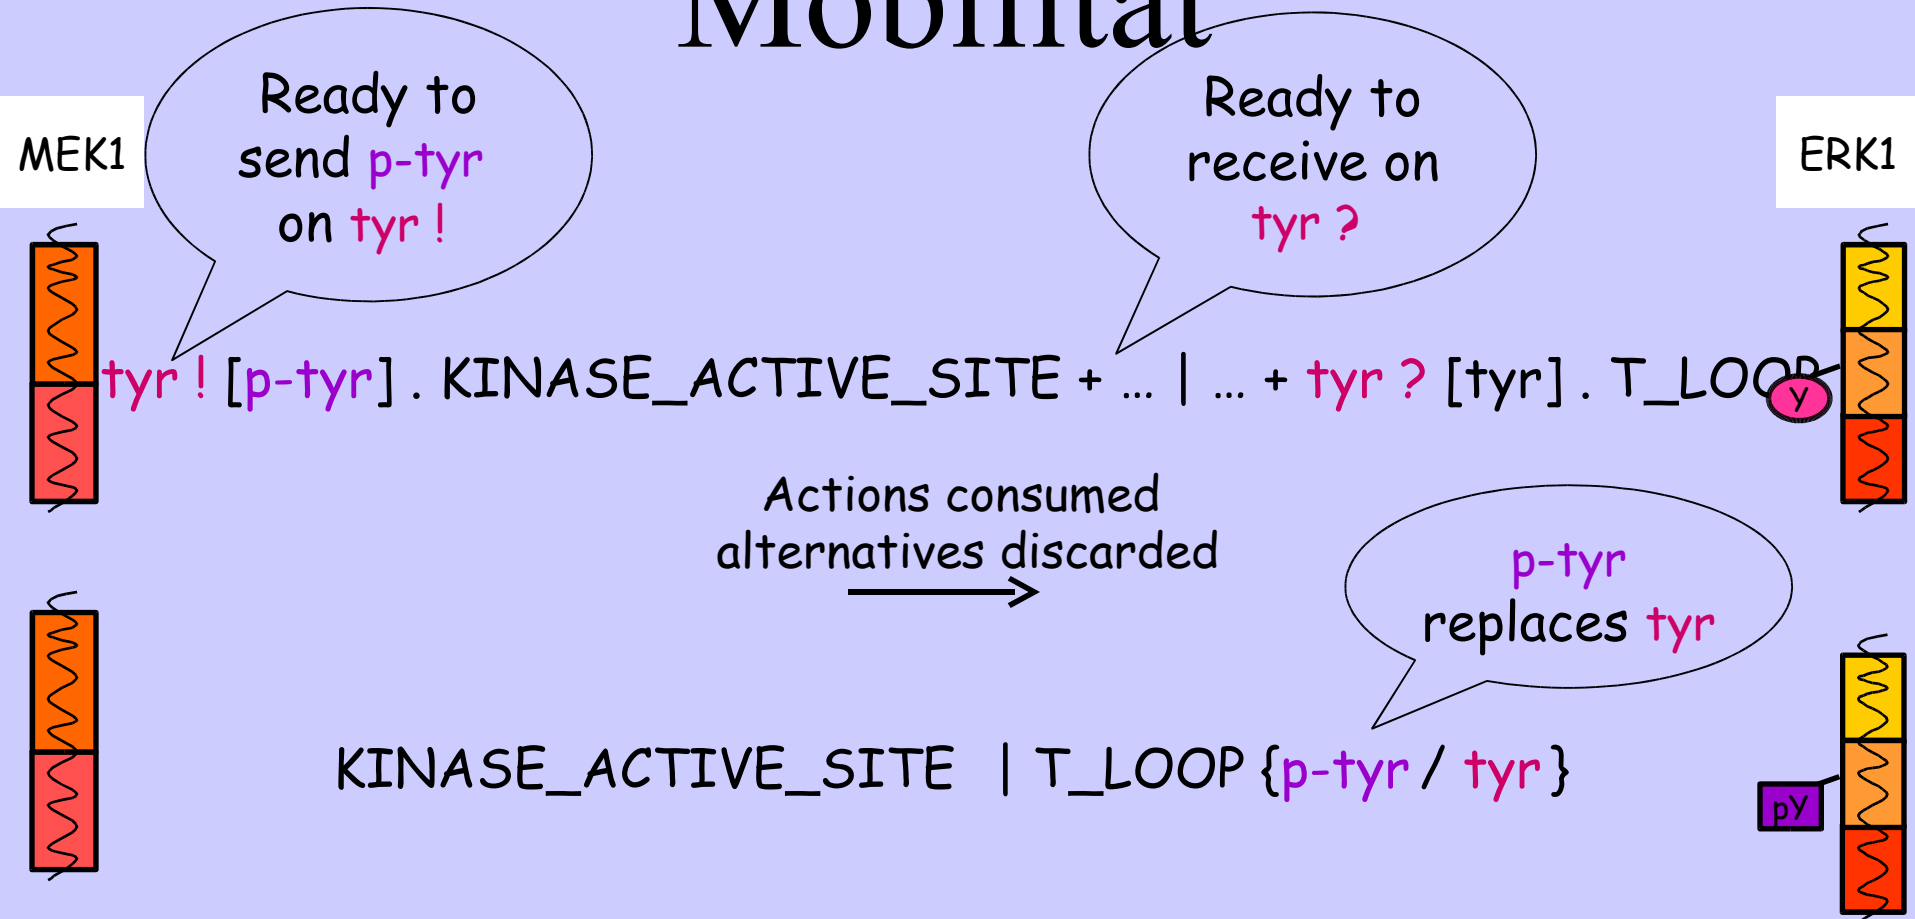 Mobilität
Ready to
send p-tyr
on tyr !
Ready to
receive on
tyr ?
MEK1
ERK1
tyr ! [p-tyr] . KINASE_ACTIVE_SITE + … | … + tyr ? [tyr] . T_LOOP
Y
Actions consumed
alternatives discarded
p-tyr
replaces tyr
KINASE_ACTIVE_SITE | T_LOOP {p-tyr / tyr }
pY